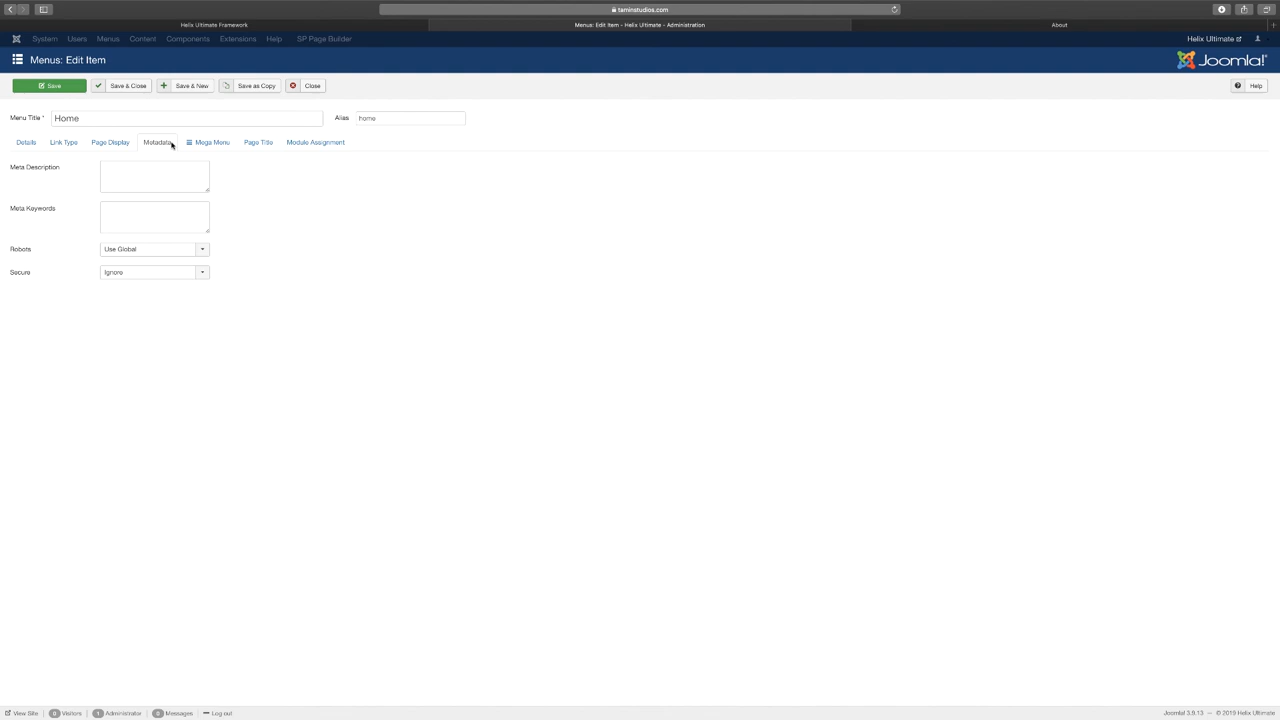 taminstudios.com
Helix Ultimate Framework
Menus: Edit Item - Helix Ultimate - Administration
About
System Users Menus Content Components Extensions Help SP Page Builder
Helix Ultimate
Menus: Edit Item
Joomla!
Save
Save & Close
Save & New
Save as Copy
Close
Help
Menu Title * Home
Alias home
Details Link Type Page Display Metadata Mega Menu Page Title Module Assignment
Meta Description
Meta Keywords
Robots Use Global
Secure Ignore
View Site 0 Visitors 1 Administrator 0 Messages Log out
Joomla! 3.9.13 — © 2019 Helix Ultimate